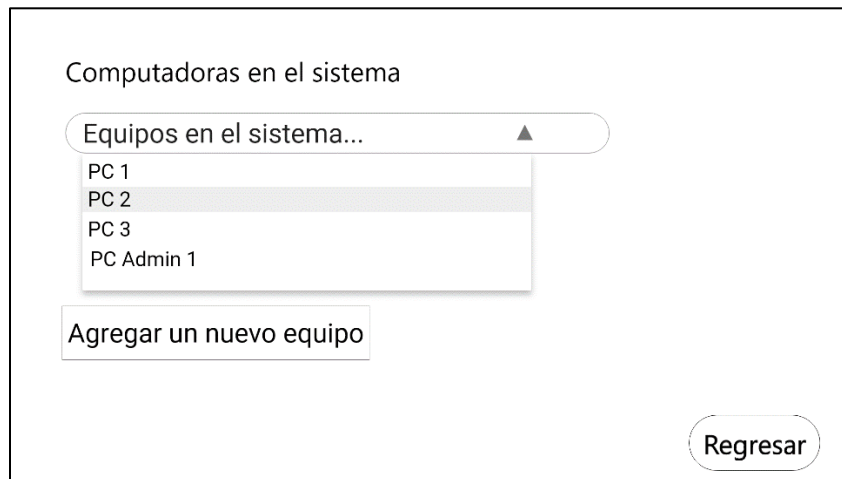 Computadoras en el sistema
Equipos en el sistema...
PC 1
PC 2
PC 3
PC Admin 1
Agregar un nuevo equipo
Regresar